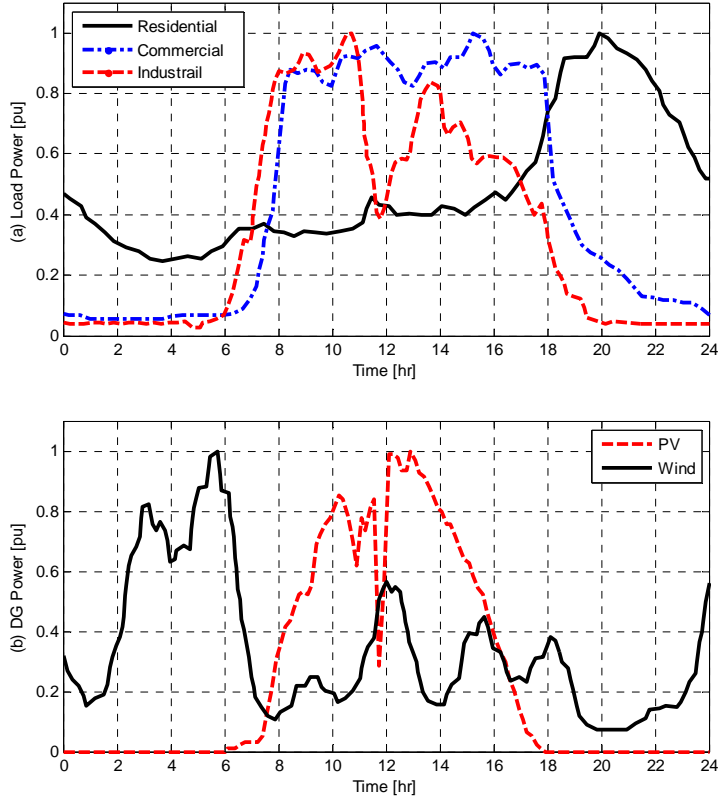 Residential
Commercial
Industrail
(a) Load Power [pu]
1
0.8
0.6
0.4
0.2
0
0 2 4 6 8 10 12 14 16 18 20 22 24
Time [hr]
PV
Wind
(b) DG Power [pu]
1
0.8
0.6
0.4
0.2
0
0 2 4 6 8 10 12 14 16 18 20 22 24
Time [hr]